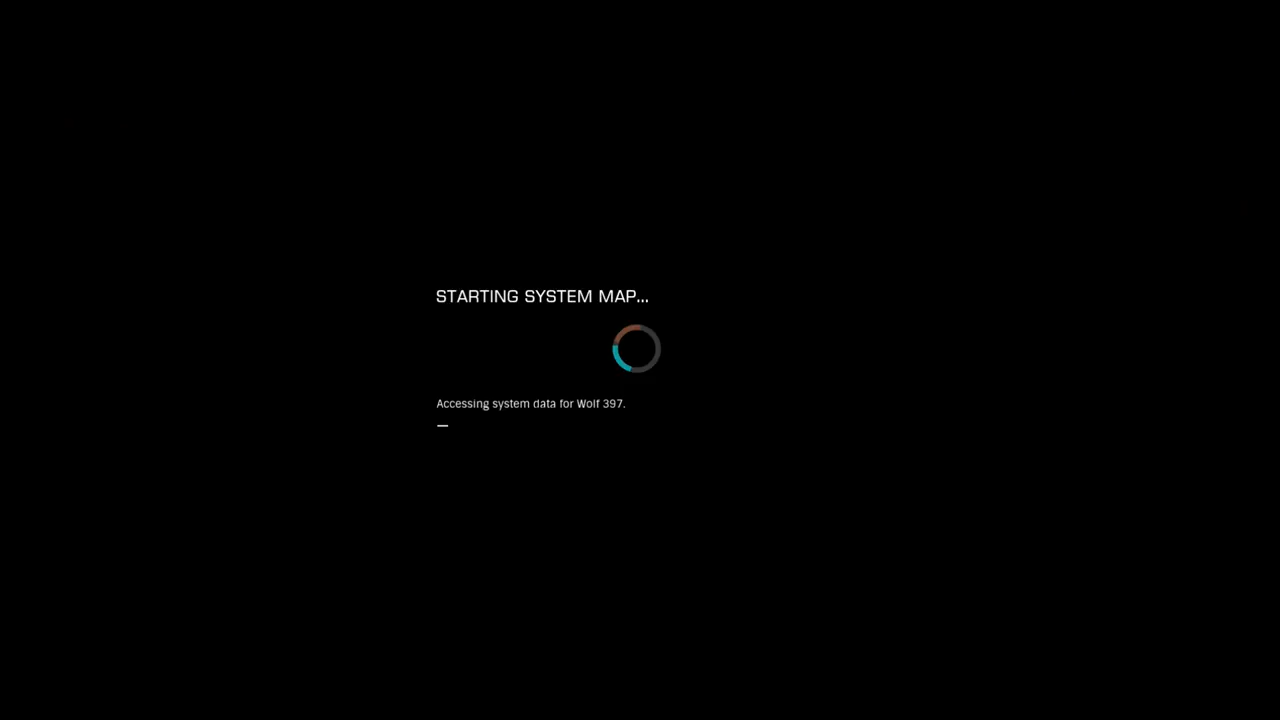 STARTING SYSTEM MAP...
Accessing system data for Wolf 397.